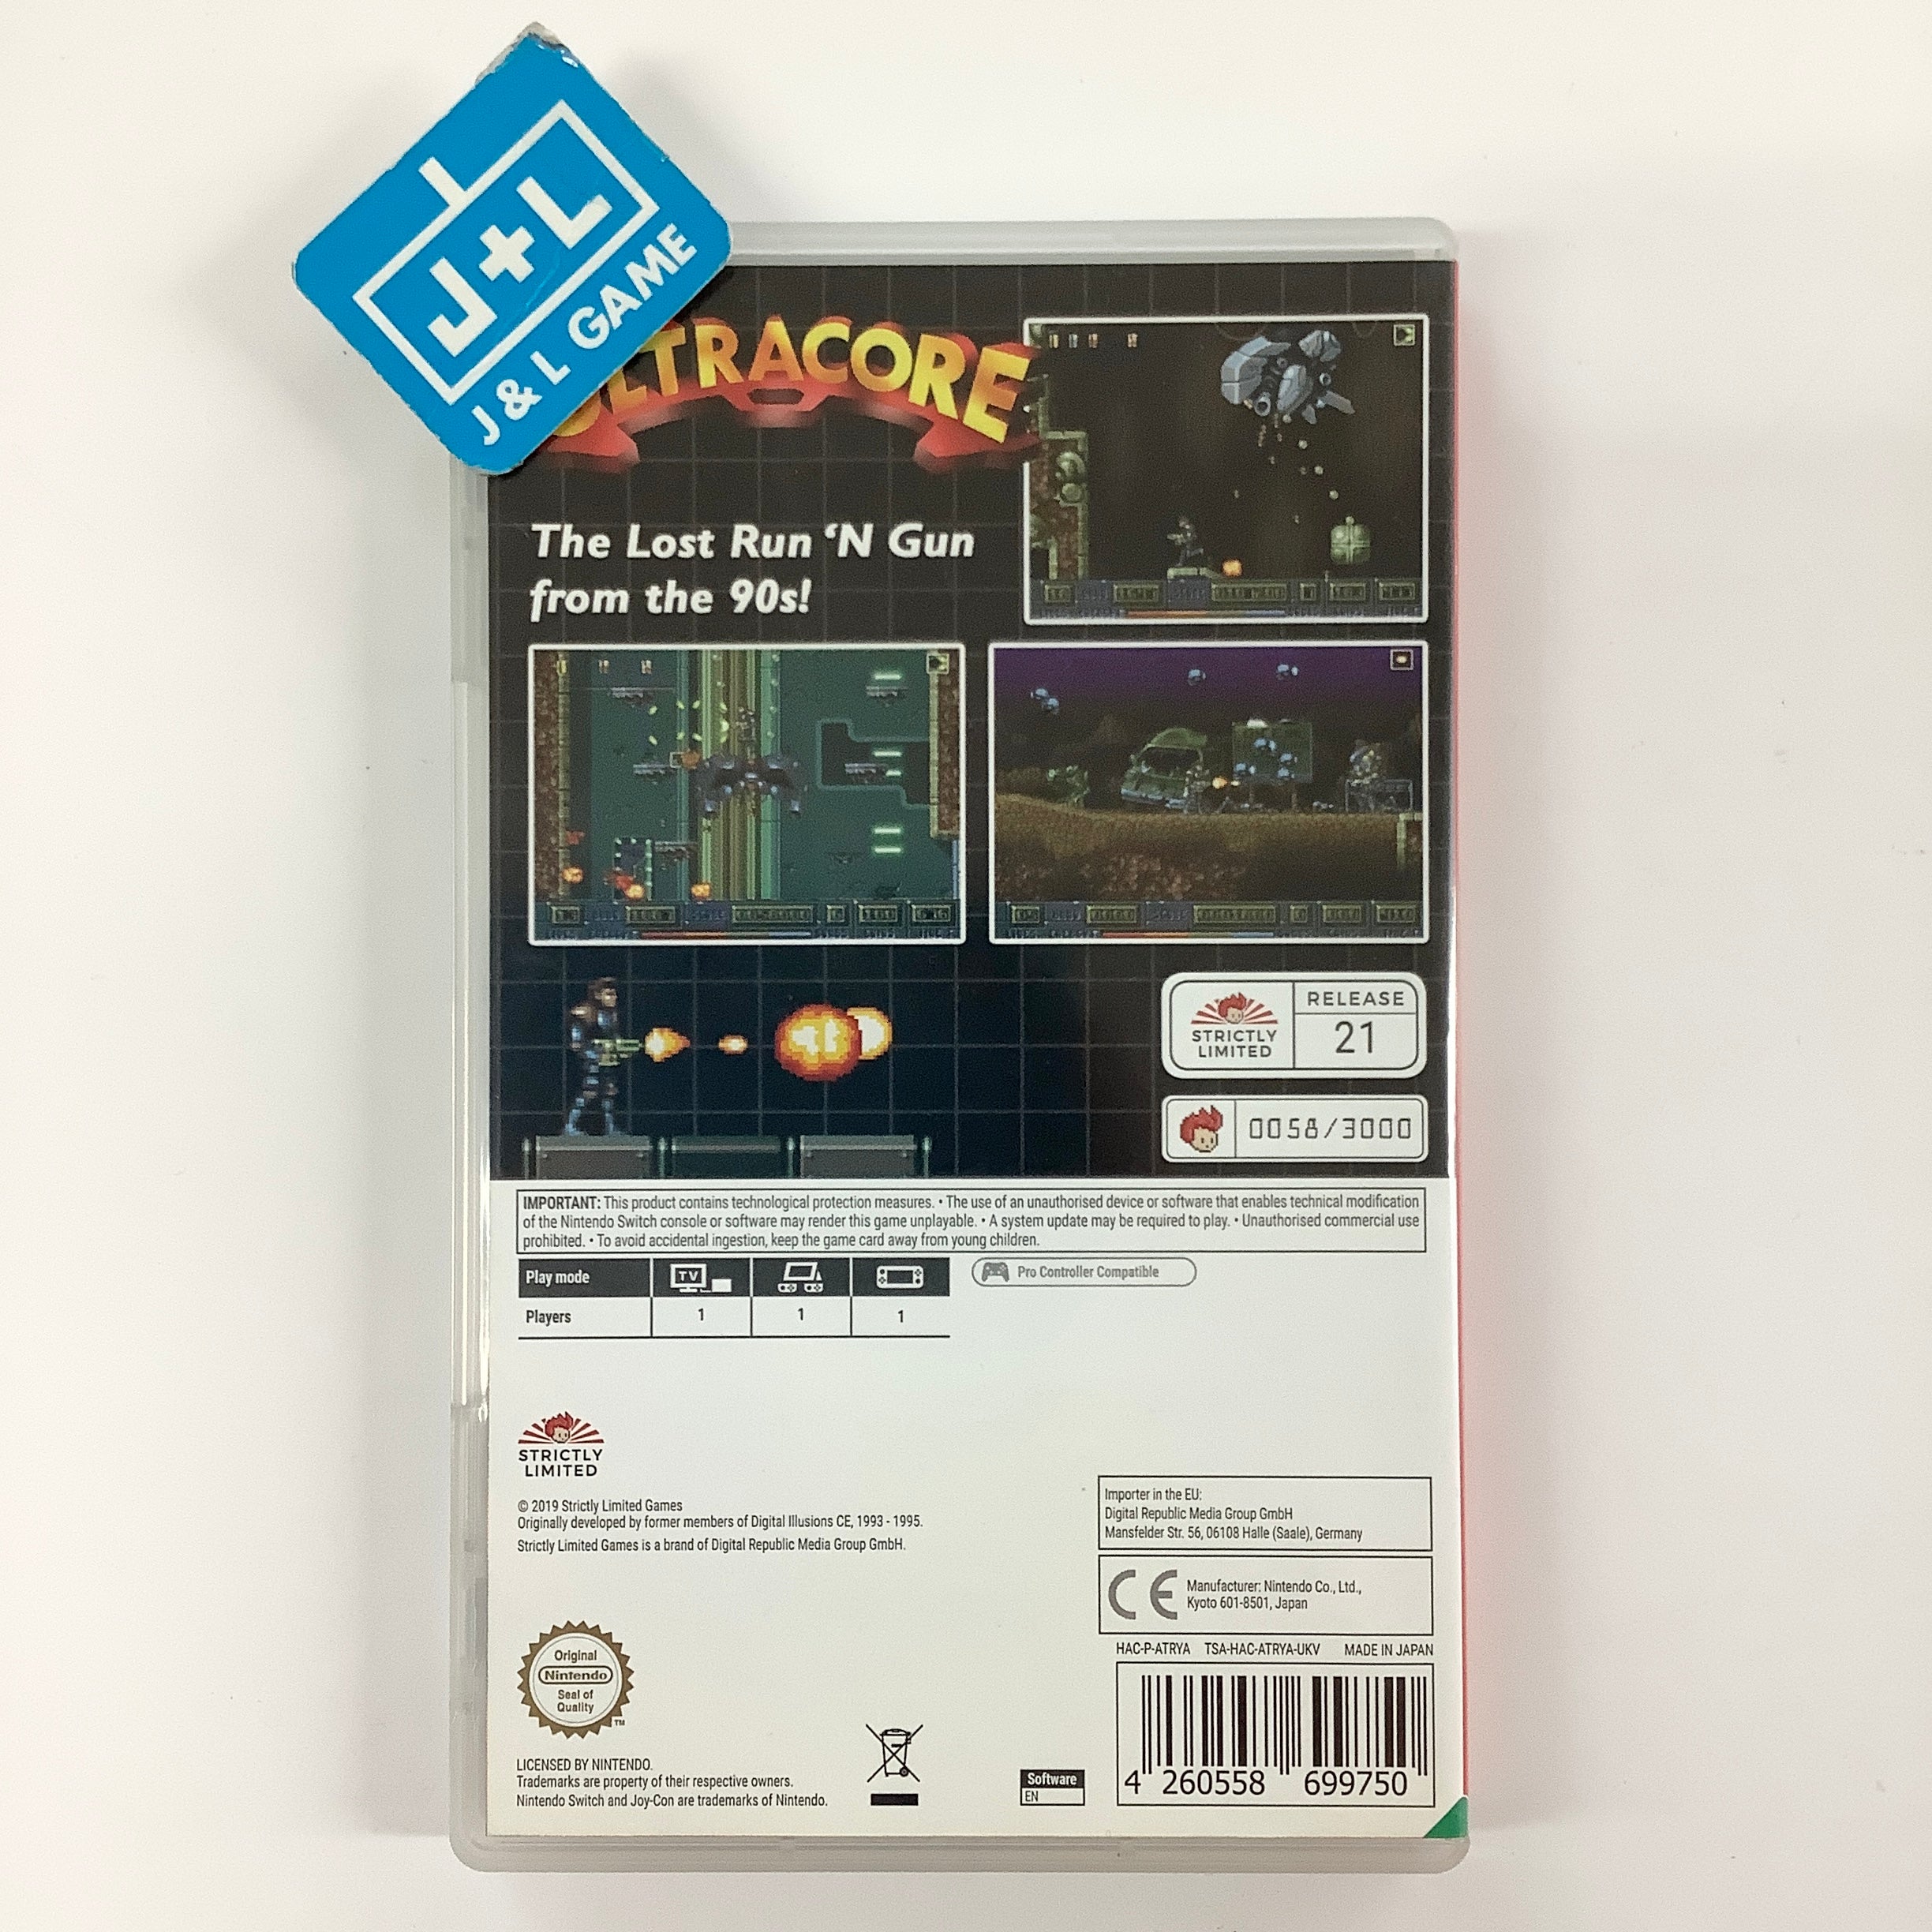 J+L
J & L GAME
ULTRACORE
The Lost Run ‘N Gun
from the 90s!
STRICTLY
LIMITED
RELEASE
21
0058/3000
IMPORTANT: This product contains technological protection measures. • The use of an unauthorised device or software that enables technical modification
of the Nintendo Switch console or software may render this game unplayable. • A system update may be required to play. • Unauthorised commercial use
prohibited. • To avoid accidental ingestion, keep the game card away from young children.
Play mode TV
Pro Controller Compatible
Players 1 1 1
STRICTLY
LIMITED
© 2019 Strictly Limited Games
Originally developed by former members of Digital Illusions CE, 1993 - 1995.
Strictly Limited Games is a brand of Digital Republic Media Group GmbH.
Importer in the EU:
Digital Republic Media Group GmbH
Mansfelder Str. 56, 06108 Halle (Saale), Germany
CE
Manufacturer: Nintendo Co., Ltd.,
Kyoto 601-8501, Japan
HAC-P-ATRYA TSA-HAC-ATRYA-UKV MADE IN JAPAN
Original
Nintendo
Seal of
Quality
TM
LICENSED BY NINTENDO.
Trademarks are property of their respective owners.
Nintendo Switch and Joy-Con are trademarks of Nintendo.
Software
EN
4 260558 699750